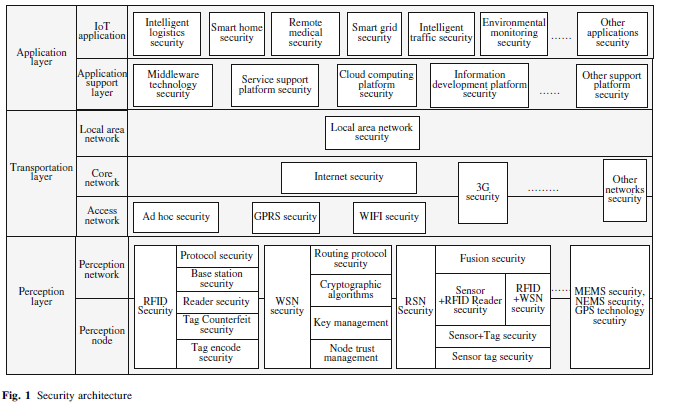 Application
layer
IoT
application
Intelligent
logistics
security
Smart home
security
Remote
medical
security
Smart grid
security
Intelligent
traffic security
Environmental
monitoring
security
......
Other
applications
security
Application
support
layer
Middleware
technology
security
Service support
platform security
Cloud computing
platform
security
Information
development platform
security
......
Other support
platform
security
Transportation
layer
Local area
network
Local area network
security
Core
network
Internet security
3G
security
.........
Other
networks
security
Access
network
Ad hoc security
GPRS security
WIFI security
Perception
layer
Perception
network
Perception
node
RFID
Security
Protocol security
Base station
security
Reader security
Tag Counterfeit
security
Tag encode
security
WSN
security
Routing protocol
security
Cryptographic
algorithms
Key management
Node trust
management
RSN
Security
Fusion security
Sensor
+RFID Reader
security
RFID
+WSN
security
Sensor+Tag security
Sensor tag security
......
MEMS security,
NEMS security,
GPS technology
secutiry
Fig. 1 Security architecture